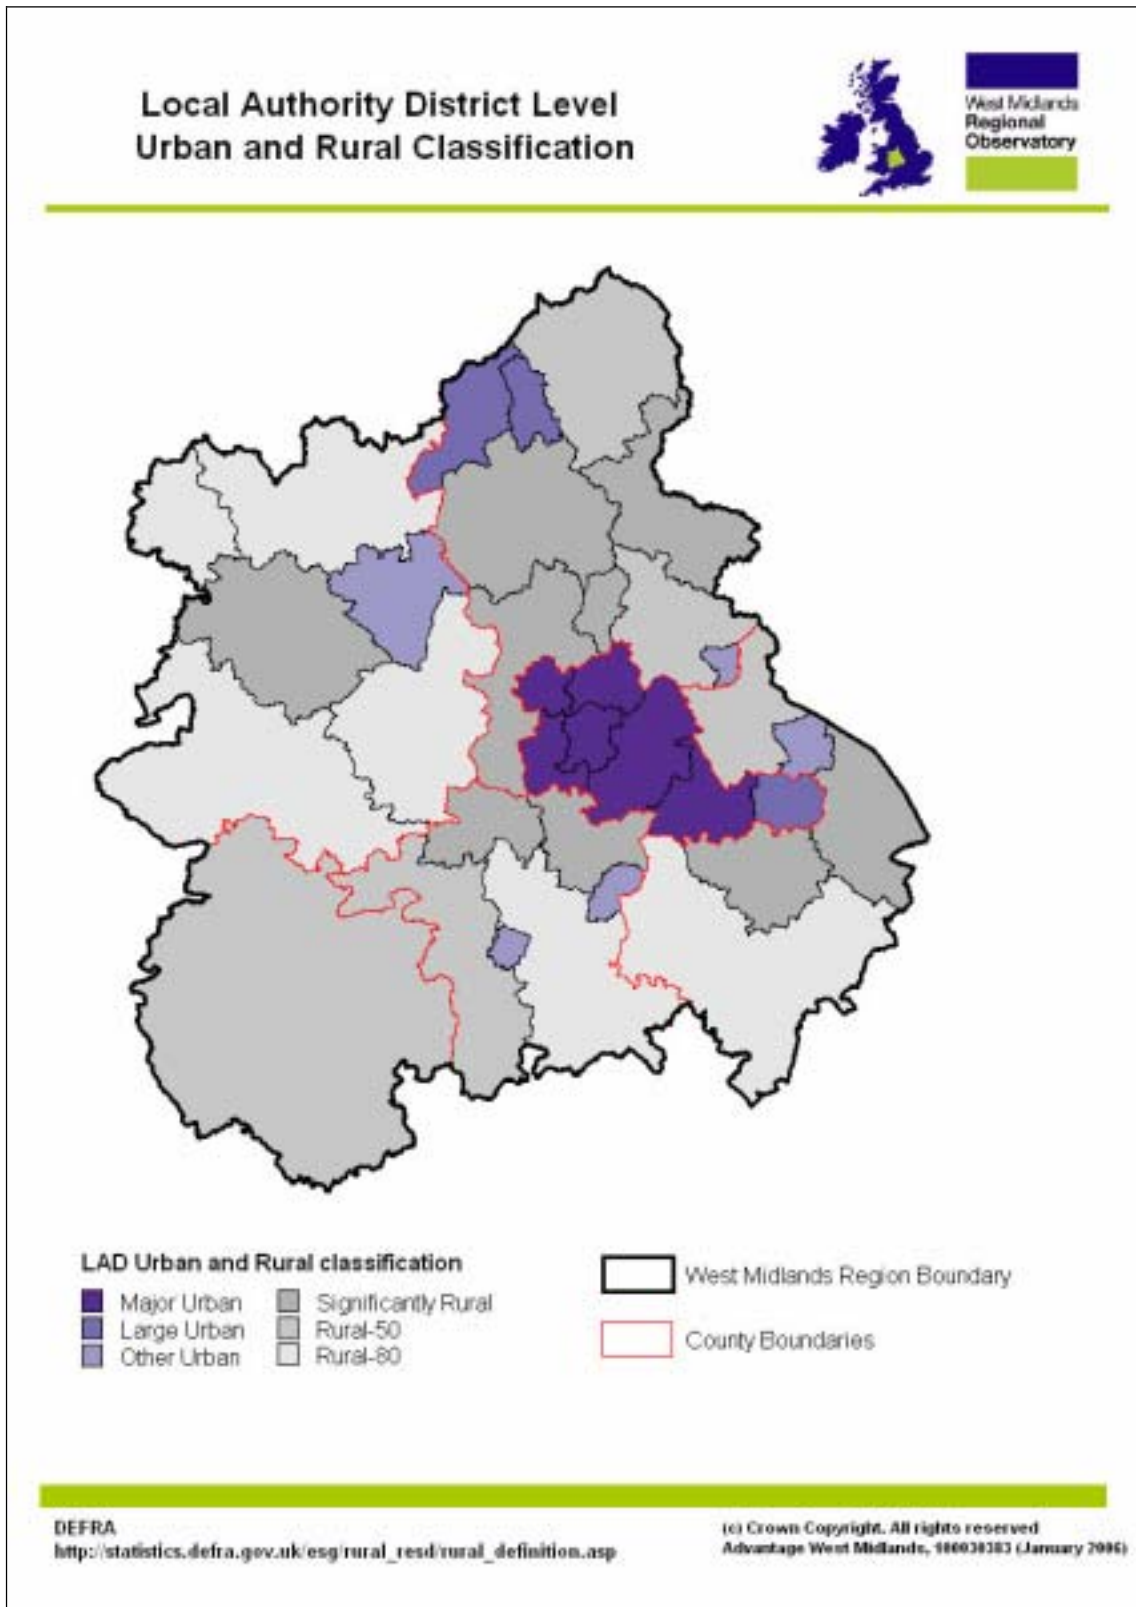 Local Authority District Level
Urban and Rural Classification
West Midlands
Regional
Observatory
LAD Urban and Rural classification
Major Urban
Large Urban
Other Urban
Significantly Rural
Rural-50
Rural-80
West Midlands Region Boundary
County Boundaries
DEFRA
http://statistics.defra.gov.uk/esg/rural_resd/rural_definition.asp
(c) Crown Copyright. All rights reserved
Advantage West Midlands, 100030383 (January 2006)